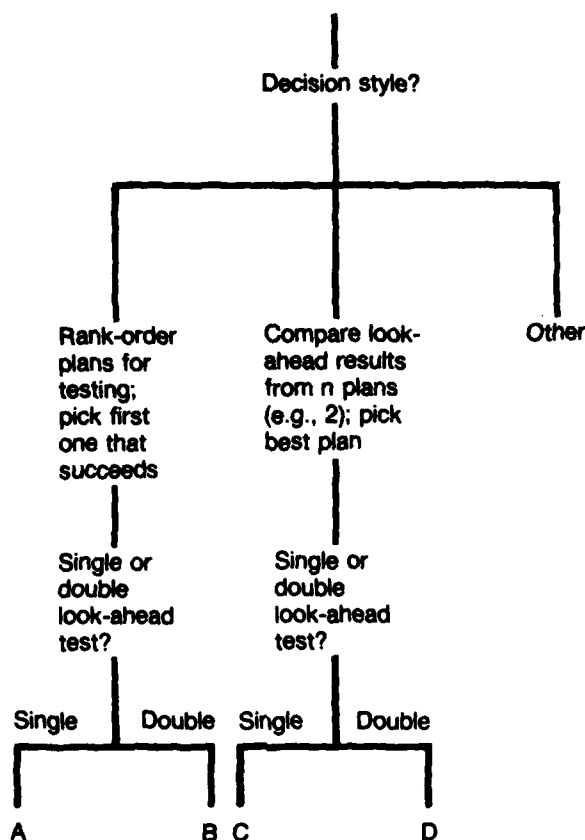 Decision style?
Rank-order
plans for
testing;
pick first
one that
succeeds
Compare look-
ahead results
from n plans
(e.g., 2); pick
best plan
Other
Single or
double
look-ahead
test?
Single or
double
look-ahead
test?
Single Double Single Double
A B C D